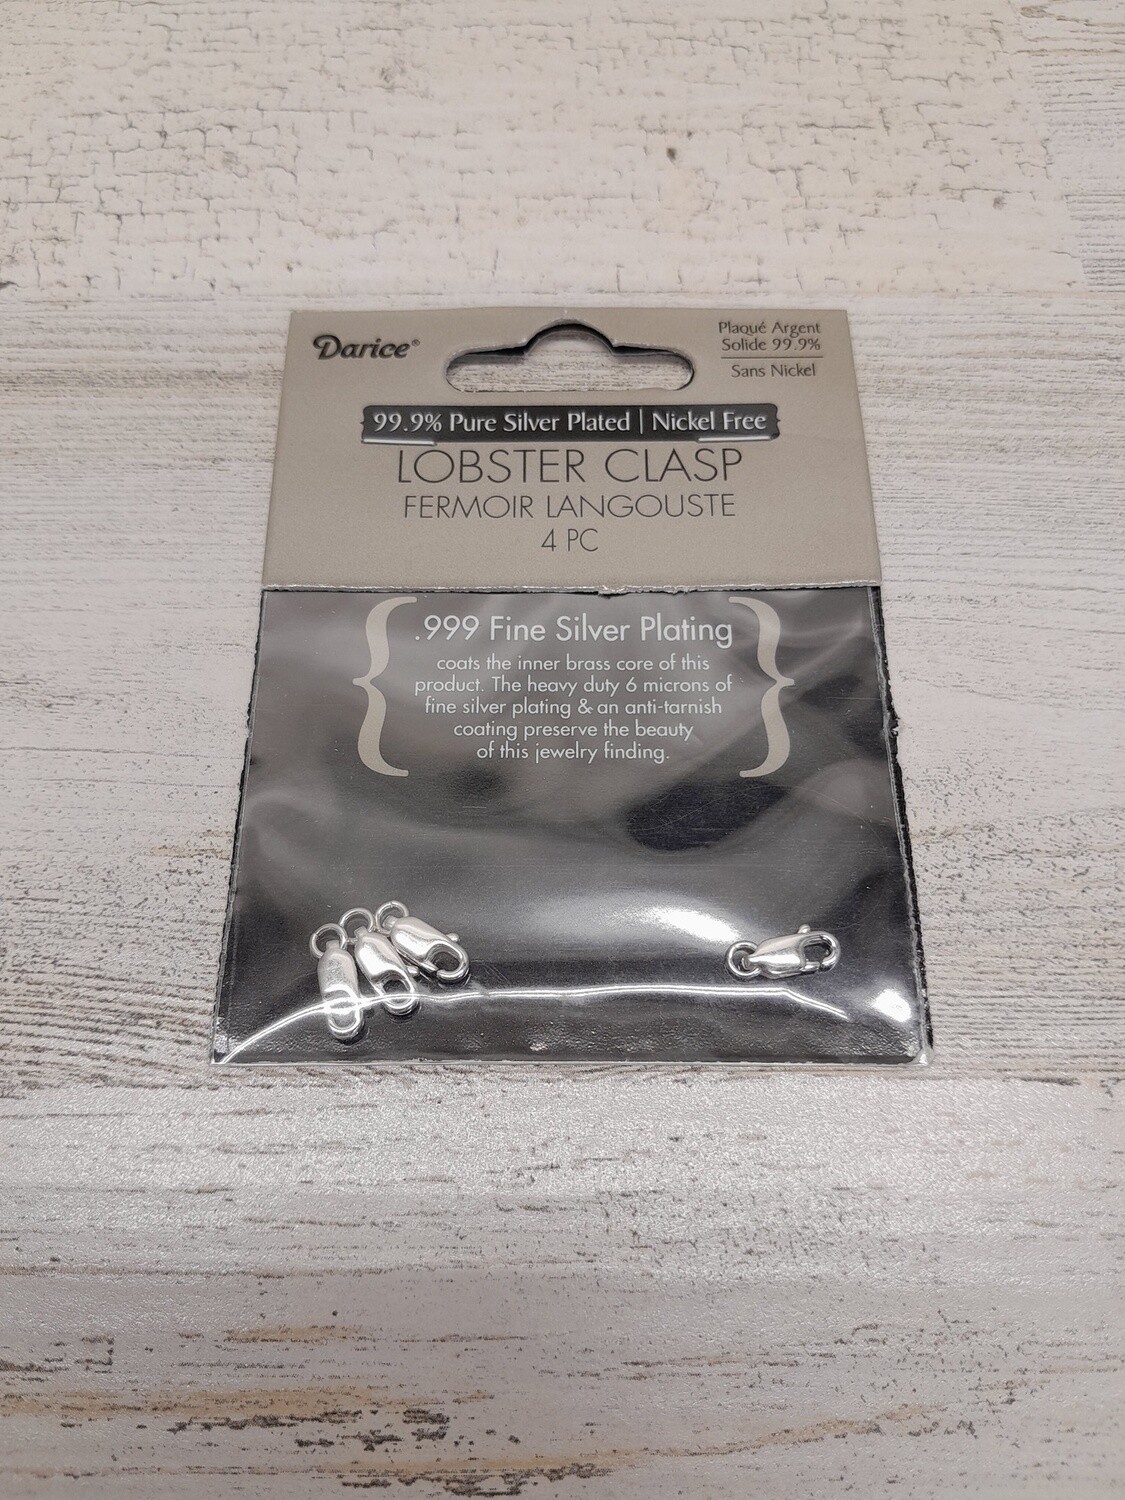 Darice®
Plaqué Argent
Solide 99.9%
Sans Nickel
99.9% Pure Silver Plated | Nickel Free
LOBSTER CLASP
FERMOIR LANGOUSTE
4 PC
.999 Fine Silver Plating
coats the inner brass core of this
product. The heavy duty 6 microns of
fine silver plating & an anti-tarnish
coating preserve the beauty
of this jewelry finding.